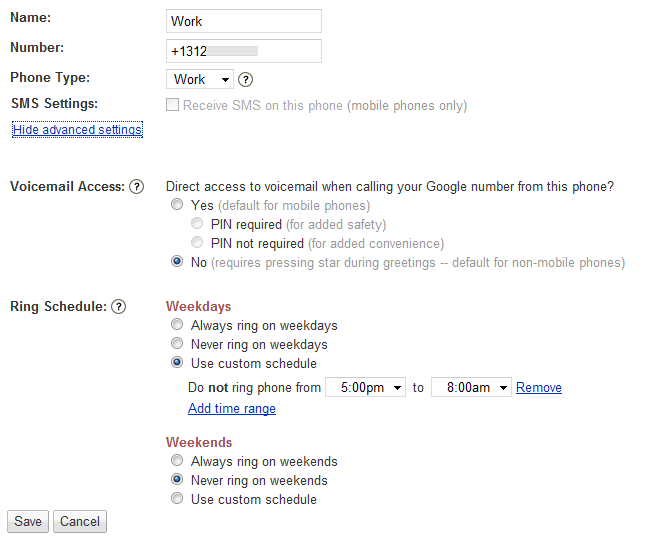 Name: Work
Number: +1312
Phone Type: Work ?
SMS Settings: Receive SMS on this phone (mobile phones only)
Hide advanced settings
Voicemail Access: ? Direct access to voicemail when calling your Google number from this phone?
Yes (default for mobile phones)
PIN required (for added safety)
PIN not required (for added convenience)
No (requires pressing star during greetings -- default for non-mobile phones)
Ring Schedule: ? Weekdays
Always ring on weekdays
Never ring on weekdays
Use custom schedule
Do not ring phone from 5:00pm to 8:00am Remove
Add time range
Weekends
Always ring on weekends
Never ring on weekends
Use custom schedule
Save Cancel